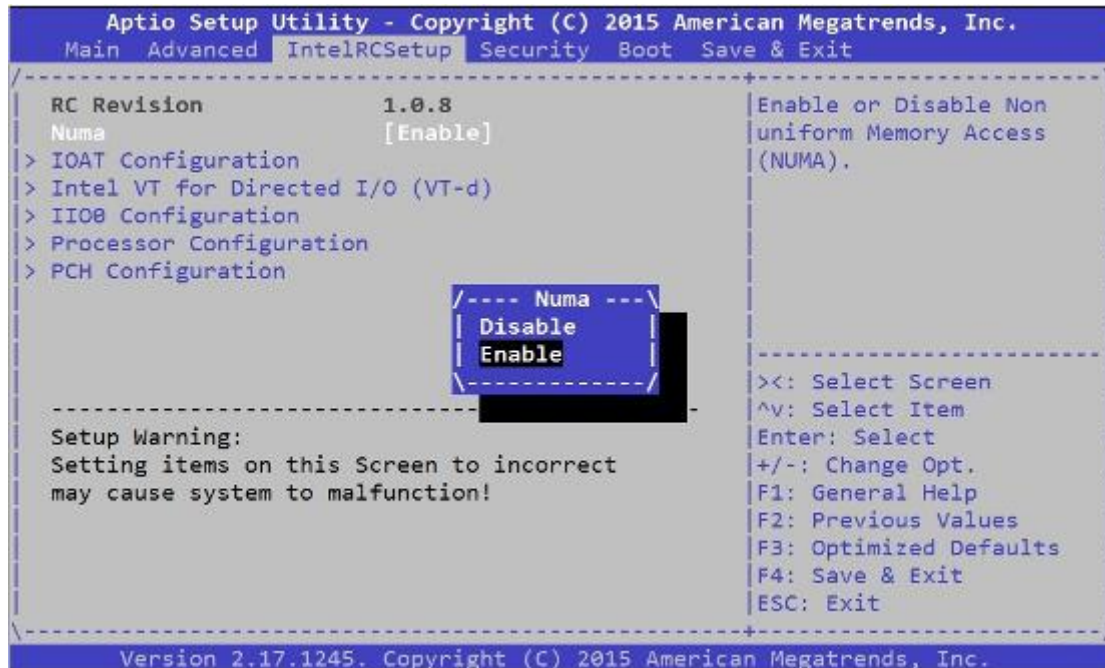 Aptio Setup Utility - Copyright (C) 2015 American Megatrends, Inc.
Main Advanced IntelRCSetup Security Boot Save & Exit
RC Revision 1.0.8
Numa [Enable]
> IOAT Configuration
> Intel VT for Directed I/O (VT-d)
> IIO0 Configuration
> Processor Configuration
> PCH Configuration
/---- Numa ---\
Disable
Enable
Setup Warning:
Setting items on this Screen to incorrect
may cause system to malfunction!
Enable or Disable Non
uniform Memory Access
(NUMA).
><: Select Screen
^v: Select Item
Enter: Select
+/-: Change Opt.
F1: General Help
F2: Previous Values
F3: Optimized Defaults
F4: Save & Exit
ESC: Exit
Version 2.17.1245. Copyright (C) 2015 American Megatrends, Inc.